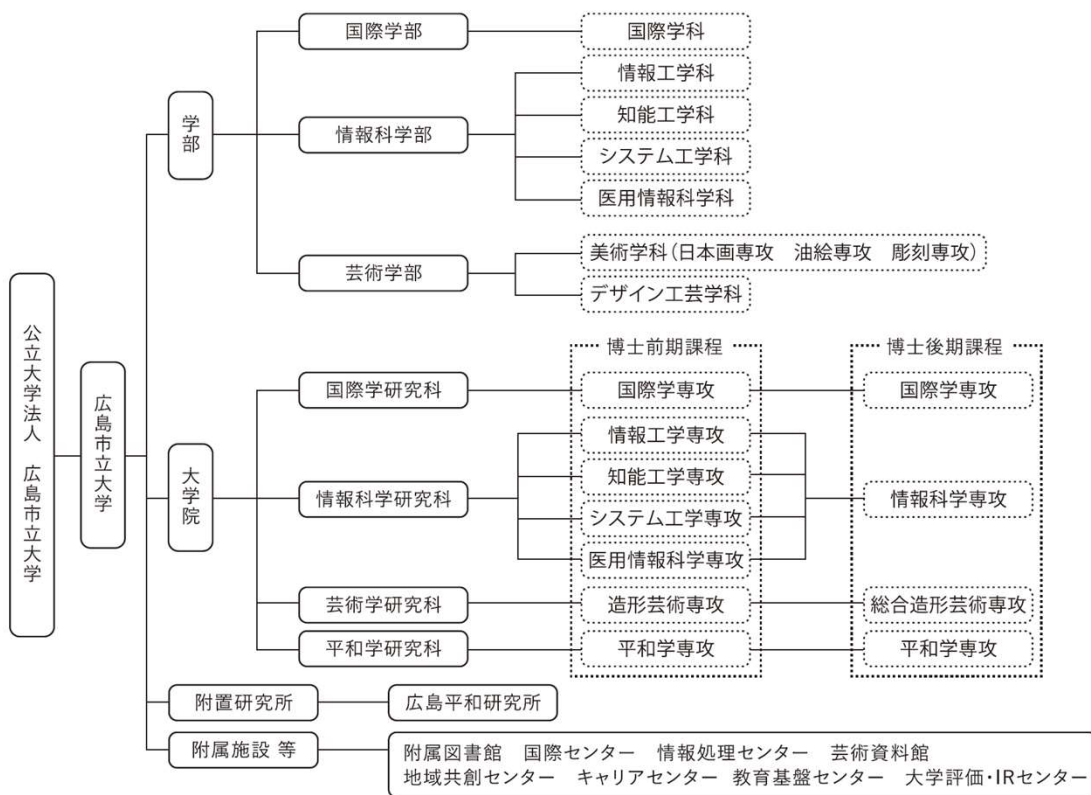 公立大学法人　広島市立大学
広島市立大学
学部
国際学部
国際学科
情報科学部
情報工学科
知能工学科
システム工学科
医用情報科学科
芸術学部
美術学科（日本画専攻　油絵専攻　彫刻専攻）
デザイン工芸学科
大学院
博士前期課程
博士後期課程
国際学研究科
国際学専攻
国際学専攻
情報科学研究科
情報工学専攻
知能工学専攻
システム工学専攻
医用情報科学専攻
情報科学専攻
芸術学研究科
造形芸術専攻
総合造形芸術専攻
平和学研究科
平和学専攻
平和学専攻
附置研究所
広島平和研究所
附属施設 等
附属図書館　国際センター　情報処理センター　芸術資料館
地域共創センター　キャリアセンター　教育基盤センター　大学評価・IRセンター